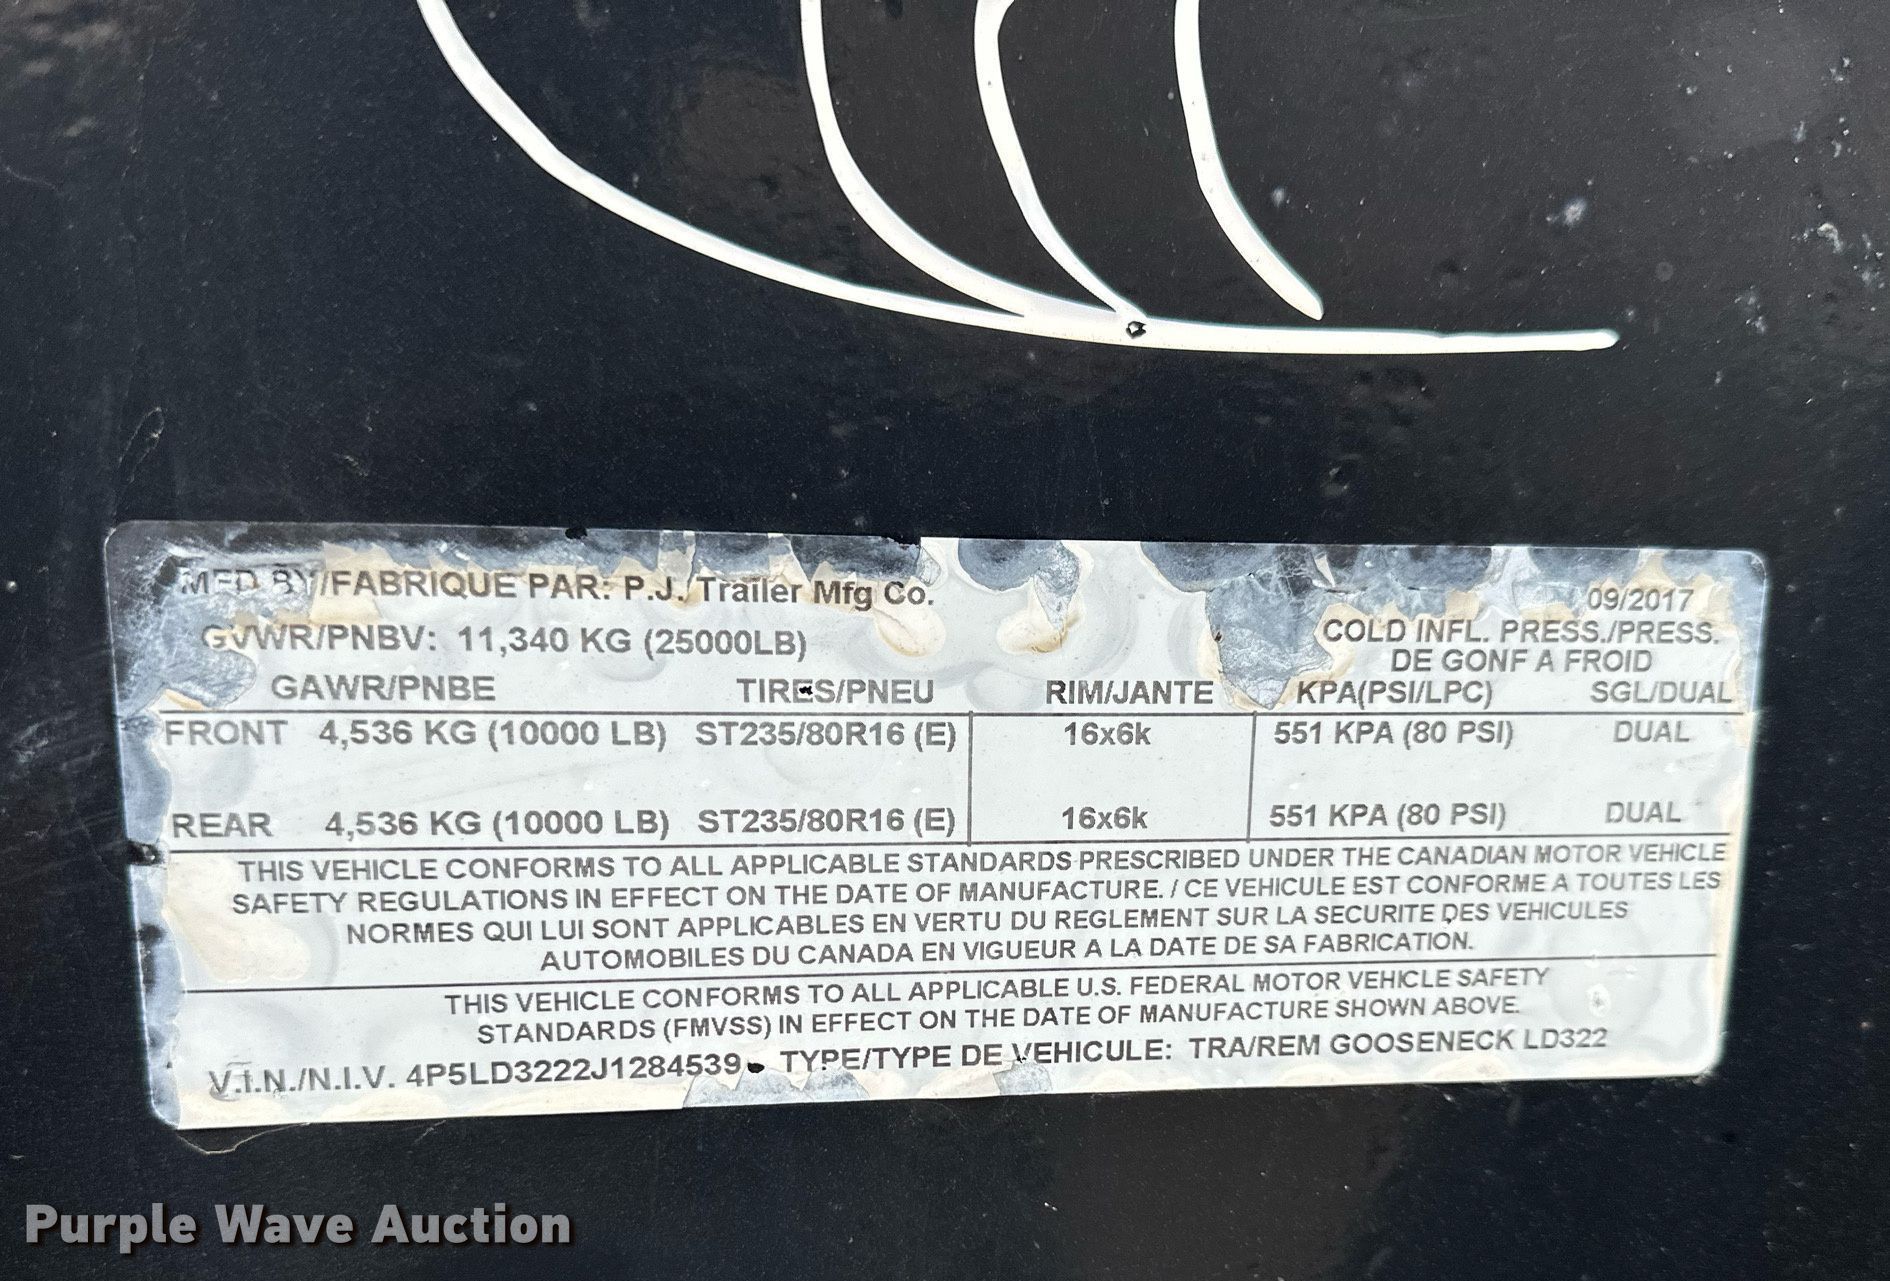 MFD BY/FABRIQUE PAR: P.J. Trailer Mfg Co.
09/2017
GVWR/PNBV: 11,340 KG (25000LB)
COLD INFL. PRESS./PRESS.
DE GONF A FROID
GAWR/PNBE TIRES/PNEU RIM/JANTE KPA(PSI/LPC) SGL/DUAL
FRONT 4,536 KG (10000 LB) ST235/80R16 (E) 16x6k 551 KPA (80 PSI) DUAL
REAR 4,536 KG (10000 LB) ST235/80R16 (E) 16x6k 551 KPA (80 PSI) DUAL
THIS VEHICLE CONFORMS TO ALL APPLICABLE STANDARDS PRESCRIBED UNDER THE CANADIAN MOTOR VEHICLE
SAFETY REGULATIONS IN EFFECT ON THE DATE OF MANUFACTURE. / CE VEHICULE EST CONFORME A TOUTES LES
NORMES QUI LUI SONT APPLICABLES EN VERTU DU REGLEMENT SUR LA SECURITE DES VEHICULES
AUTOMOBILES DU CANADA EN VIGUEUR A LA DATE DE SA FABRICATION.
THIS VEHICLE CONFORMS TO ALL APPLICABLE U.S. FEDERAL MOTOR VEHICLE SAFETY
STANDARDS (FMVSS) IN EFFECT ON THE DATE OF MANUFACTURE SHOWN ABOVE.
V.I.N./N.I.V. 4P5LD3222J1284539 TYPE/TYPE DE VEHICULE: TRA/REM GOOSENECK LD322
Purple Wave Auction